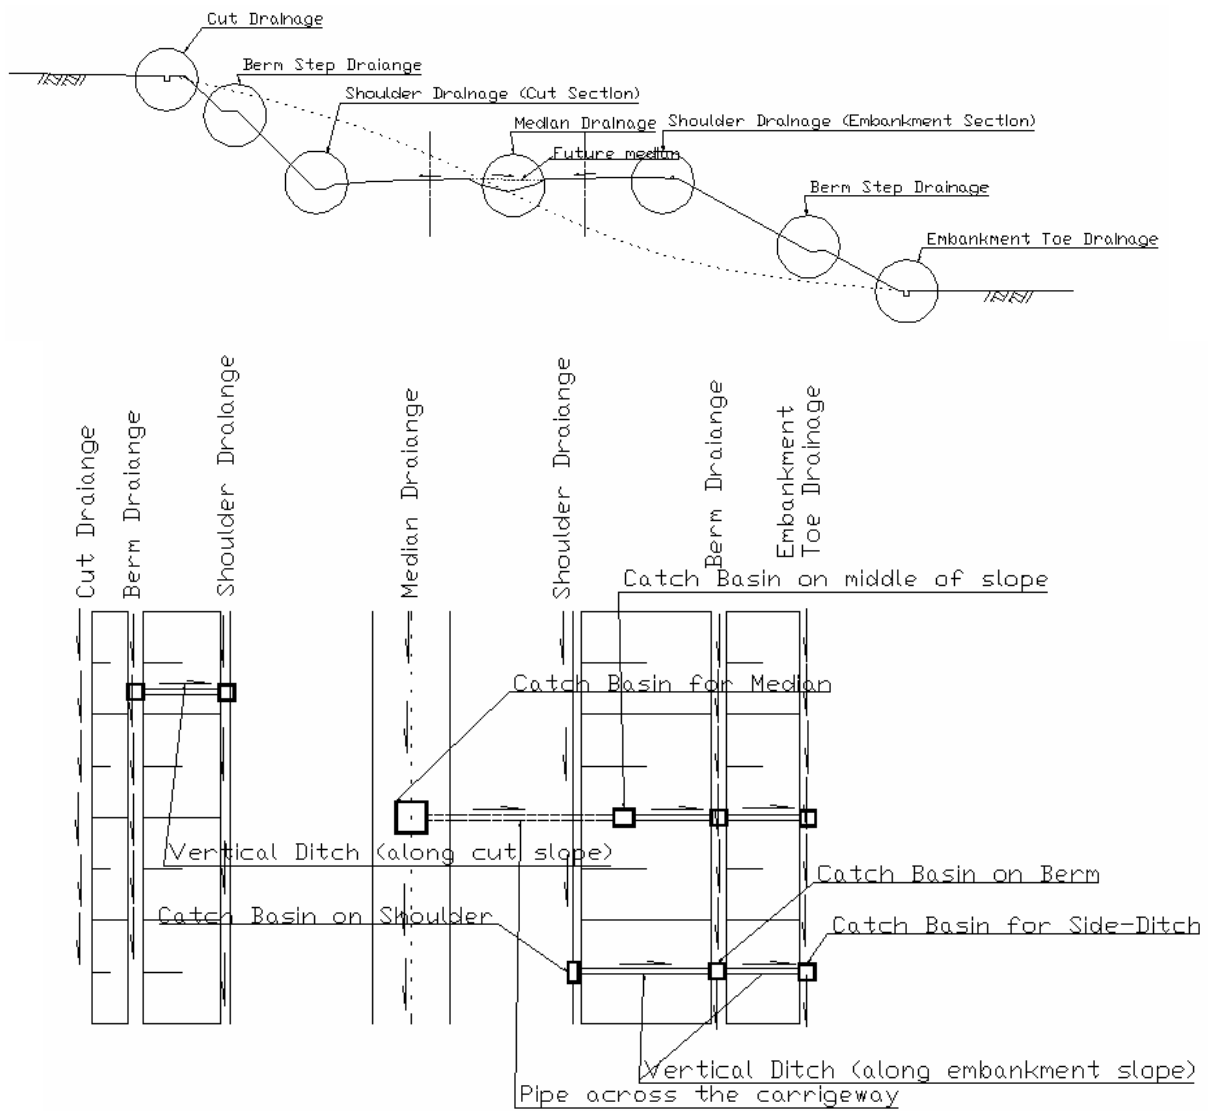 Cut Drainage
Berm Step Draiange
Shoulder Drainage (Cut Section)
Median Drainage
Shoulder Drainage (Embankment Section)
Future median
Berm Step Drainage
Embankment Toe Drainage
Cut Draiange
Berm Draiange
Shoulder Draiange
Median Draiange
Shoulder Draiange
Berm Draiange
Embankment
Toe Drainage
Catch Basin on middle of slope
Catch Basin for Median
Vertical Ditch (along cut slope)
Catch Basin on Berm
Catch Basin on Shoulder
Catch Basin for Side-Ditch
Vertical Ditch (along embankment slope)
Pipe across the carrigeway